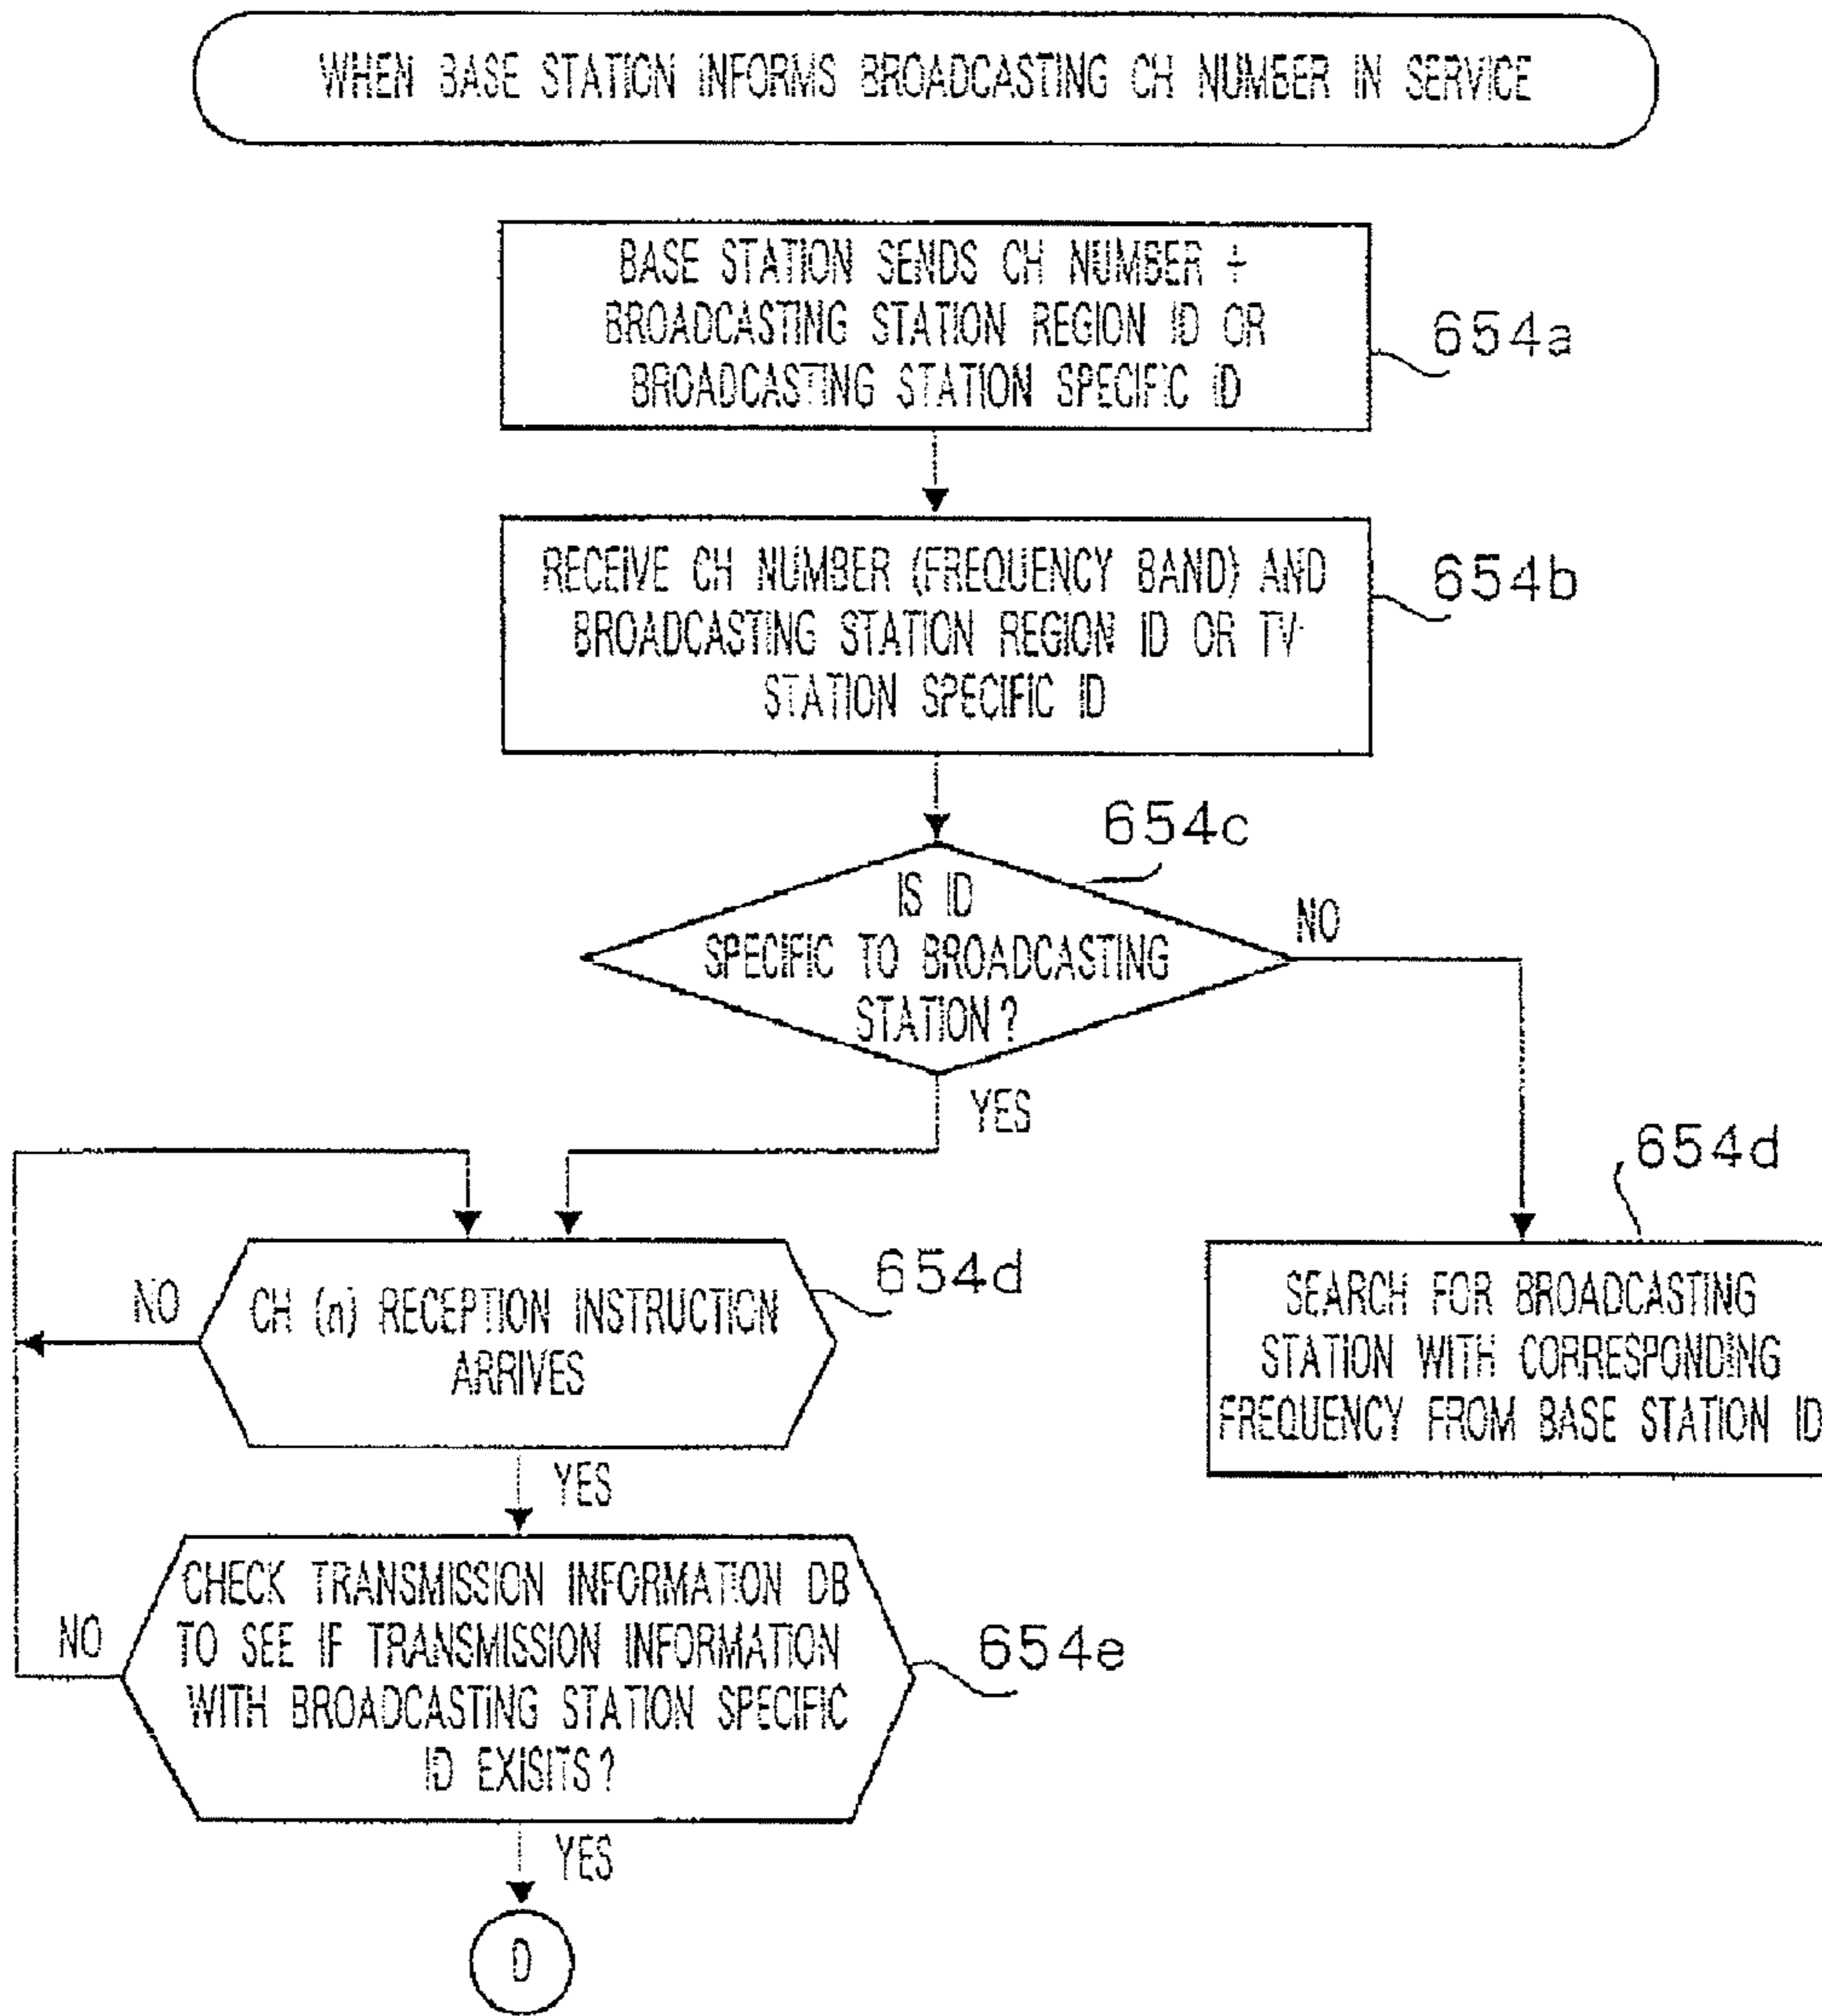 WHEN BASE STATION INFORMS BROADCASTING CH NUMBER IN SERVICE
BASE STATION SENDS CH NUMBER +
BROADCASTING STATION REGION ID OR
BROADCASTING STATION SPECIFIC ID
654a
RECEIVE CH NUMBER (FREQUENCY BAND) AND
BROADCASTING STATION REGION ID OR TV
STATION SPECIFIC ID
654b
654c
IS ID
SPECIFIC TO BROADCASTING
STATION?
NO
YES
654d
SEARCH FOR BROADCASTING
STATION WITH CORRESPONDING
FREQUENCY FROM BASE STATION ID
CH (n) RECEPTION INSTRUCTION
ARRIVES
654d
NO
YES
CHECK TRANSMISSION INFORMATION DB
TO SEE IF TRANSMISSION INFORMATION
WITH BROADCASTING STATION SPECIFIC
ID EXISITS?
654e
NO
YES
D